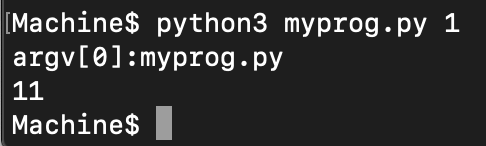 [Machine$ python3 myprog.py 1
argv[0]:myprog.py
11
Machine$